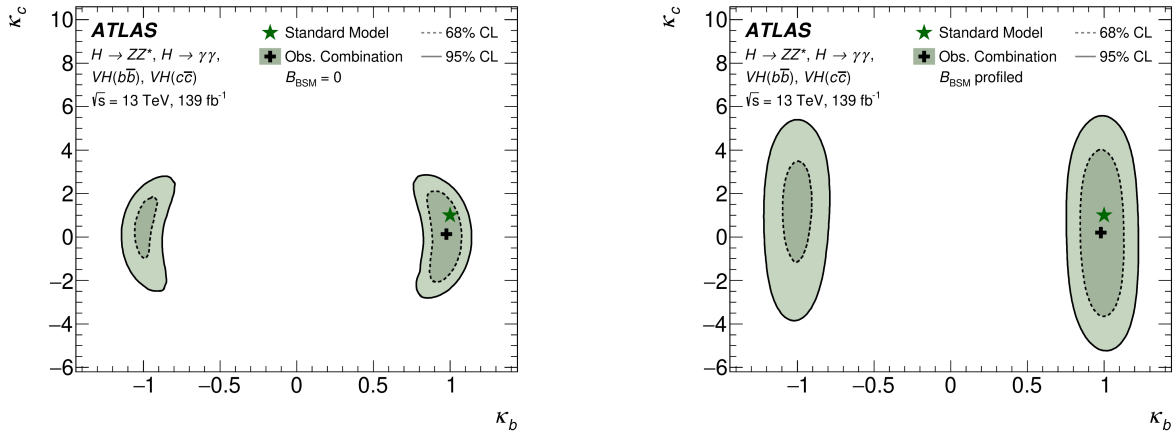 κc
10
8
6
4
2
0
−2
−4
−6
ATLAS
H → ZZ*, H → γγ,
VH(bb̅), VH(cc̅)
√s = 13 TeV, 139 fb⁻¹
Standard Model
Obs. Combination
B_BSM = 0
68% CL
95% CL
−1 −0.5 0 0.5 1
κb
κc
10
8
6
4
2
0
−2
−4
−6
ATLAS
H → ZZ*, H → γγ,
VH(bb̅), VH(cc̅)
√s = 13 TeV, 139 fb⁻¹
Standard Model
Obs. Combination
B_BSM profiled
68% CL
95% CL
−1 −0.5 0 0.5 1
κb